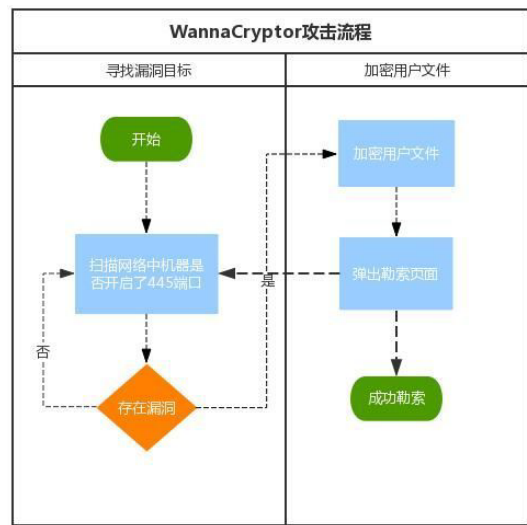 WannaCryptor攻击流程
寻找漏洞目标
加密用户文件
开始
加密用户文件
扫描网络中机器是
否开启了445端口
弹出勒索页面
是
否
存在漏洞
成功勒索